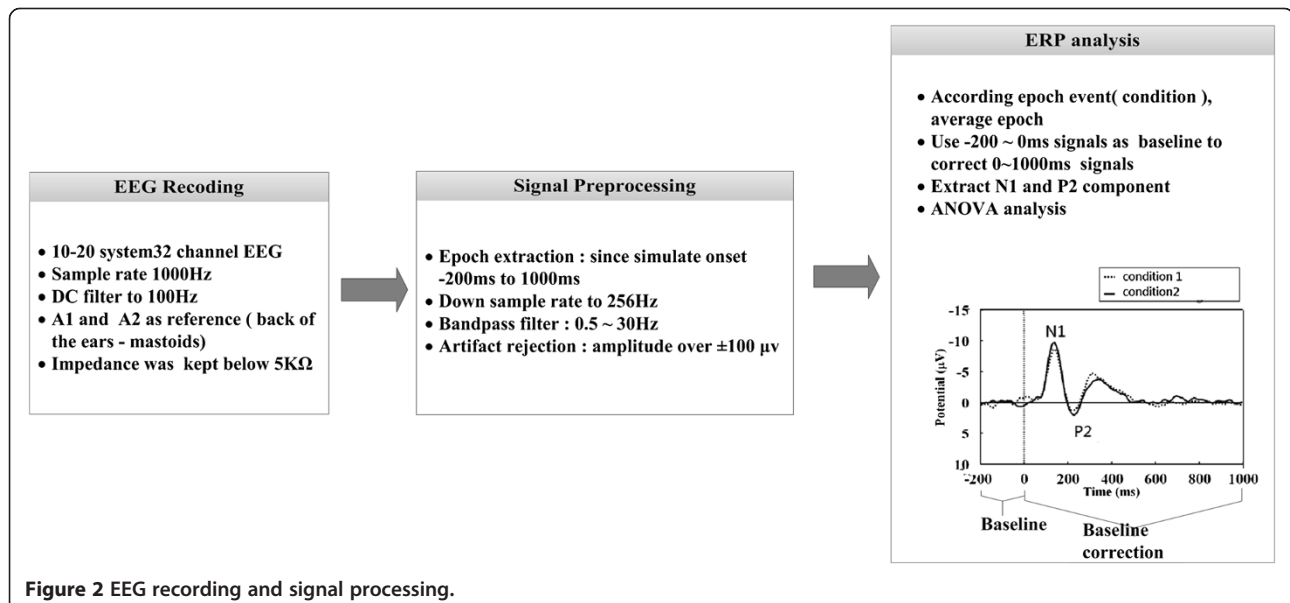 EEG Recoding
• 10-20 system32 channel EEG
• Sample rate 1000Hz
• DC filter to 100Hz
• A1 and A2 as reference ( back of
the ears - mastoids)
• Impedance was kept below 5KΩ
Signal Preprocessing
• Epoch extraction : since simulate onset
-200ms to 1000ms
• Down sample rate to 256Hz
• Bandpass filter : 0.5 ~ 30Hz
• Artifact rejection : amplitude over ±100 μv
ERP analysis
• According epoch event( condition ),
average epoch
• Use -200 ~ 0ms signals as baseline to
correct 0~1000ms signals
• Extract N1 and P2 component
• ANOVA analysis
condition 1
condition2
-15
-10
-5
0
5
10
Potential (μV)
N1
P2
-200 0 200 400 600 800 1000
Time (ms)
Baseline
Baseline
correction
Figure 2 EEG recording and signal processing.